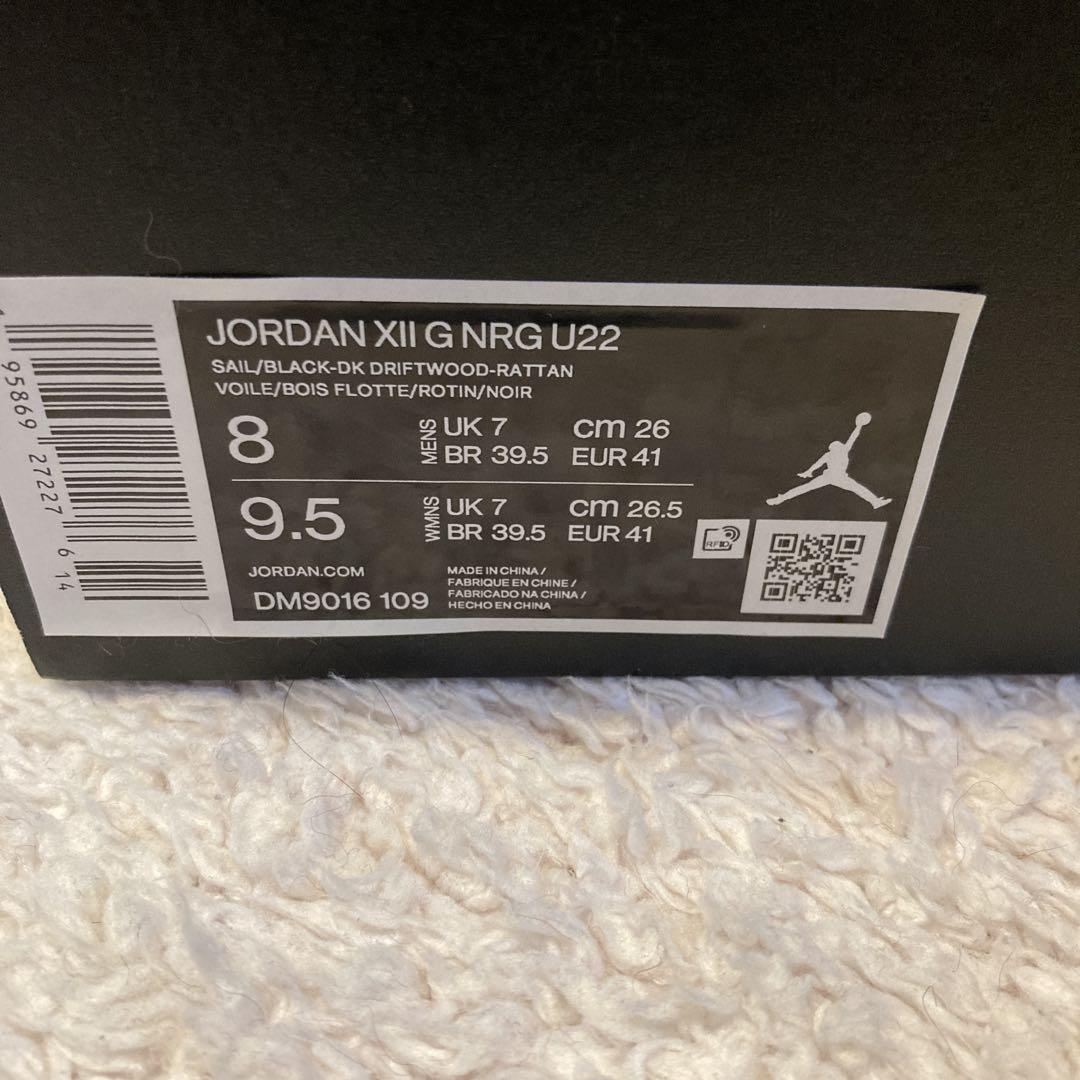 JORDAN XII G NRG U22
SAIL/BLACK-DK DRIFTWOOD-RATTAN
VOILE/BOIS FLOTTE/ROTIN/NOIR
8
MENS
UK 7 cm 26
BR 39.5 EUR 41
9.5
WMNS
UK 7 cm 26.5
BR 39.5 EUR 41
RFID
JORDAN.COM
DM9016 109
MADE IN CHINA /
FABRIQUE EN CHINE /
FABRICADO NA CHINA /
HECHO EN CHINA
95869 27227 6 14